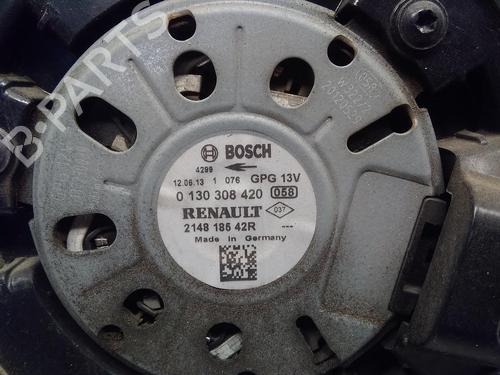 B-PARTS
BOSCH
4299
12.06.13 1 076 GPG 13V
0 130 308 420 058
RENAULT 037
2148 186 42R ---
Made in Germany